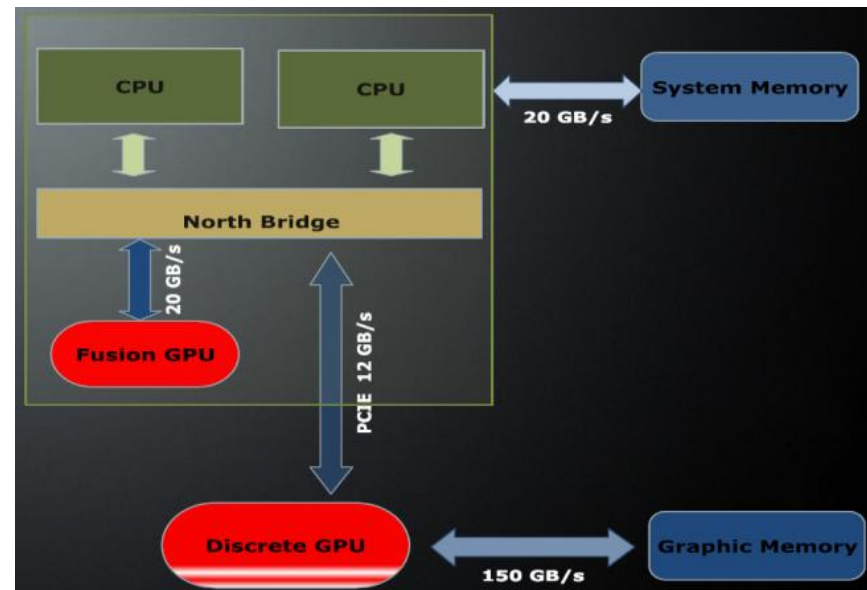 CPU
CPU
System Memory
20 GB/s
North Bridge
20 GB/s
Fusion GPU
PCIE 12 GB/s
Discrete GPU
Graphic Memory
150 GB/s